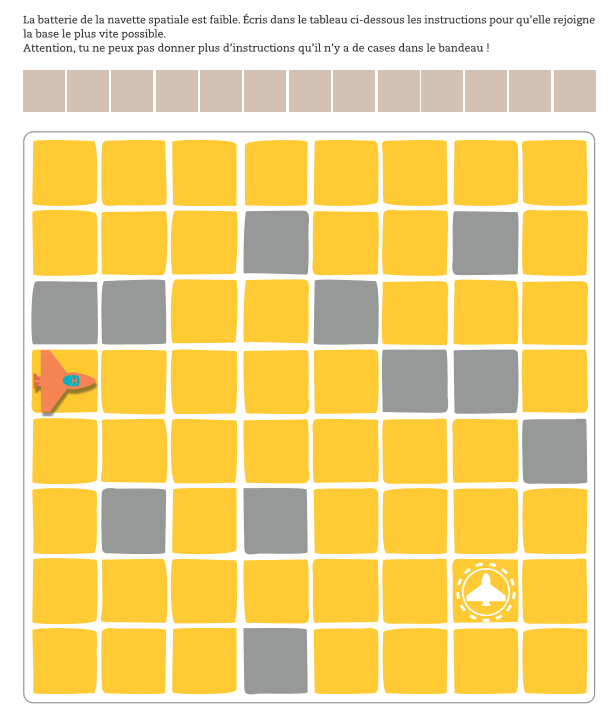 La batterie de la navette spatiale est faible. Écris dans le tableau ci-dessous les instructions pour qu'elle rejoigne
la base le plus vite possible.
Attention, tu ne peux pas donner plus d'instructions qu'il n'y a de cases dans le bandeau !